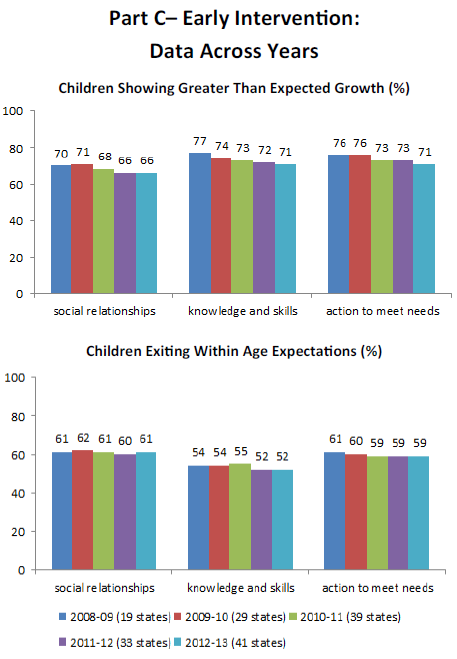 Part C– Early Intervention:
Data Across Years
Children Showing Greater Than Expected Growth (%)
100
80
60
40
20
0
70 71 68 66 66
77 74 73 72 71
76 76 73 73 71
social relationships knowledge and skills action to meet needs
Children Exiting Within Age Expectations (%)
100
80
60
40
20
0
61 62 61 60 61
54 54 55 52 52
61 60 59 59 59
social relationships knowledge and skills action to meet needs
2008-09 (19 states) 2009-10 (29 states) 2010-11 (39 states)
2011-12 (33 states) 2012-13 (41 states)